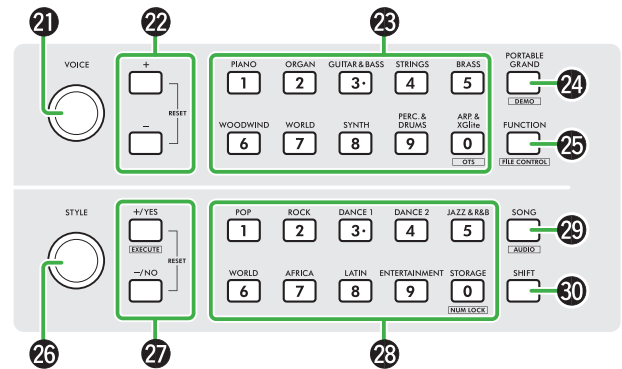 21 22 23
VOICE
+
RESET
−
PIANO ORGAN GUITAR & BASS STRINGS BRASS
1 2 3· 4 5
WOODWIND WORLD SYNTH PERC. & DRUMS ARP. & XGlite
6 7 8 9 0
OTS
PORTABLE GRAND
24
DEMO
FUNCTION
25
FILE CONTROL
STYLE
+/YES
EXECUTE
RESET
−/NO
POP ROCK DANCE 1 DANCE 2 JAZZ & R&B
1 2 3· 4 5
WORLD AFRICA LATIN ENTERTAINMENT STORAGE
6 7 8 9 0
NUM LOCK
SONG
29
AUDIO
SHIFT
30
26 27 28